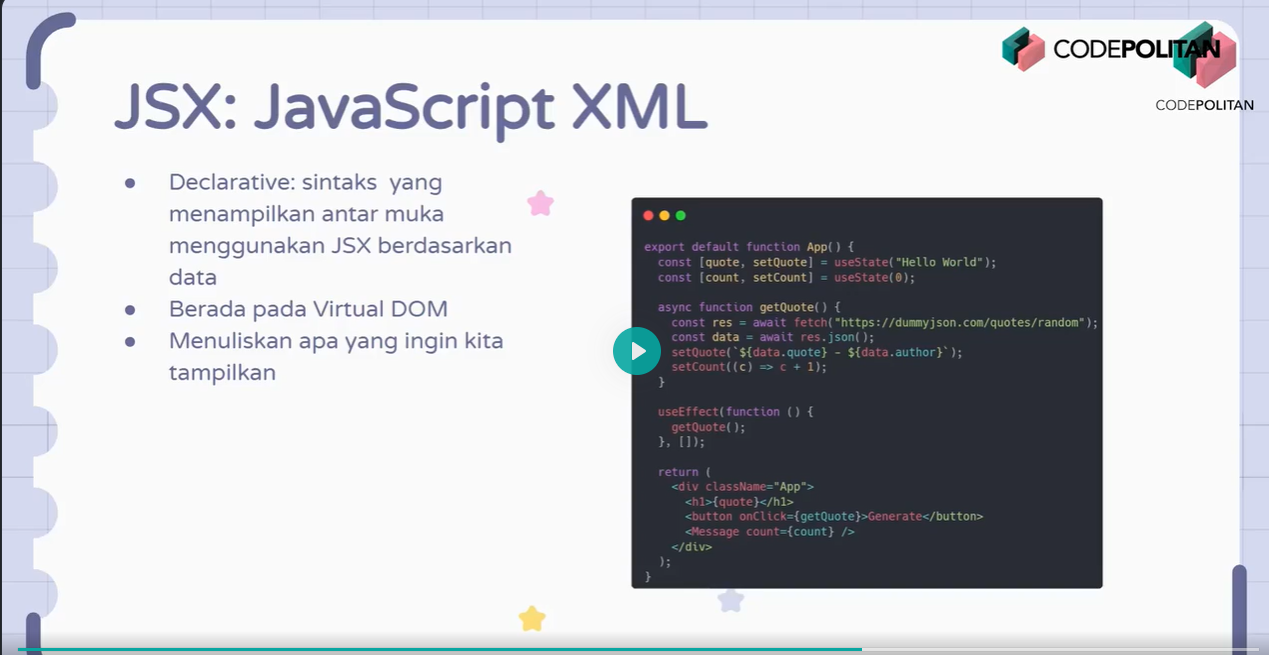 CODEPOLITAN
CODEPOLITAN
JSX: JavaScript XML
Declarative: sintaks yang
menampilkan antar muka
menggunakan JSX berdasarkan
data
Berada pada Virtual DOM
Menuliskan apa yang ingin kita
tampilkan
export default function App() {
const [quote, setQuote] = useState("Hello World");
const [count, setCount] = useState(0);
async function getQuote() {
const res = await fetch("https://dummyjson.com/quotes/random");
const data = await res.json();
setQuote(`${data.quote} - ${data.author}`);
setCount((c) => c + 1);
}
useEffect(function () {
getQuote();
}, []);
return (
<div className="App">
<h1>{quote}</h1>
<button onClick={getQuote}>Generate</button>
<Message count={count} />
</div>
);
}